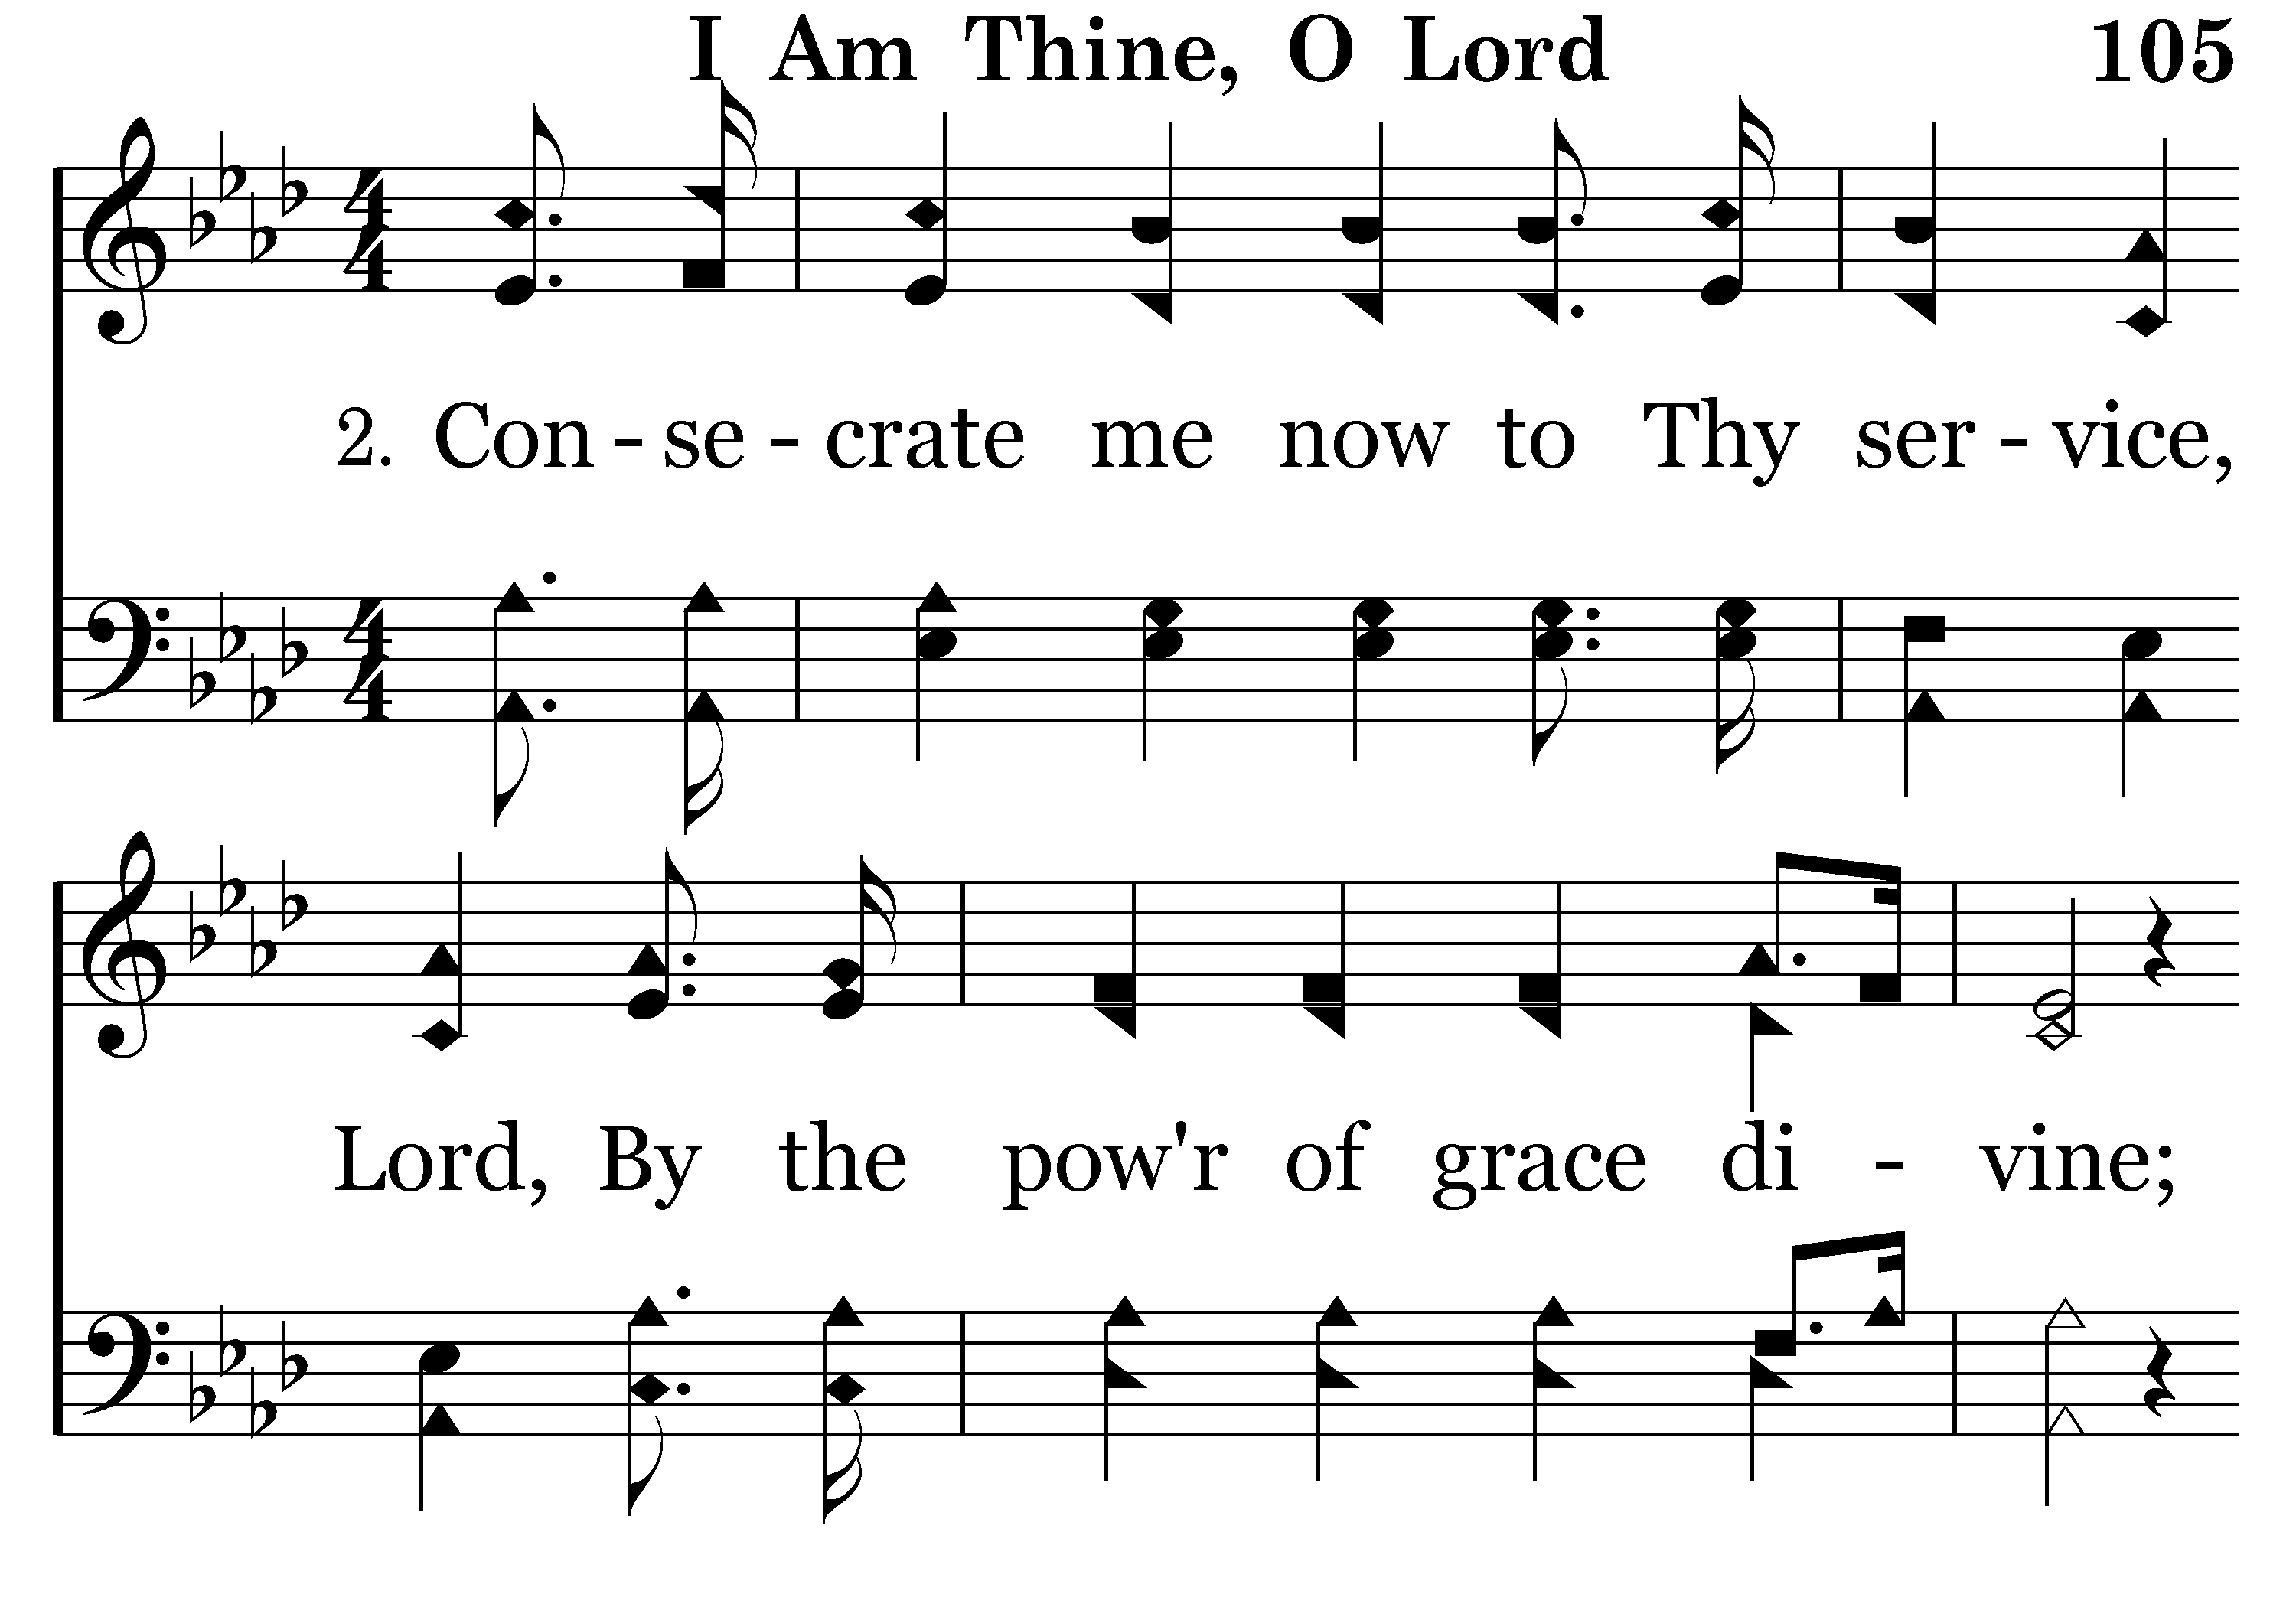 I Am Thine, O Lord 105
2. Con - se - crate me now to Thy ser - vice,
Lord, By the pow'r of grace di - vine;